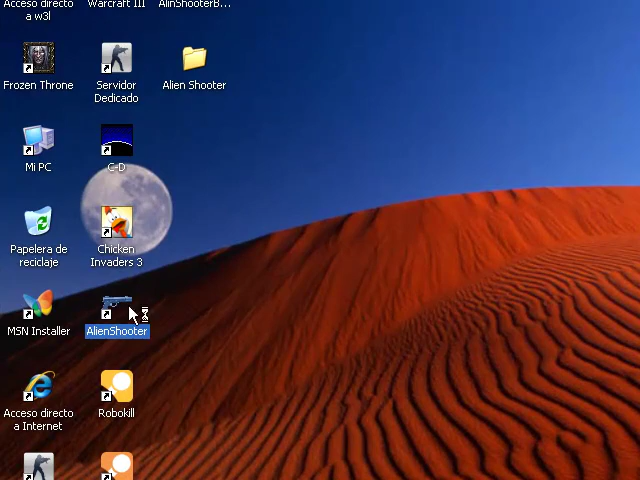 Acceso directo
a w3l
Warcraft III
AlinShooterB...
Frozen Throne
Servidor
Dedicado
Alien Shooter
Mi PC
C-D
Papelera de
reciclaje
Chicken
Invaders 3
MSN Installer
AlienShooter
Acceso directo
a Internet
Robokill